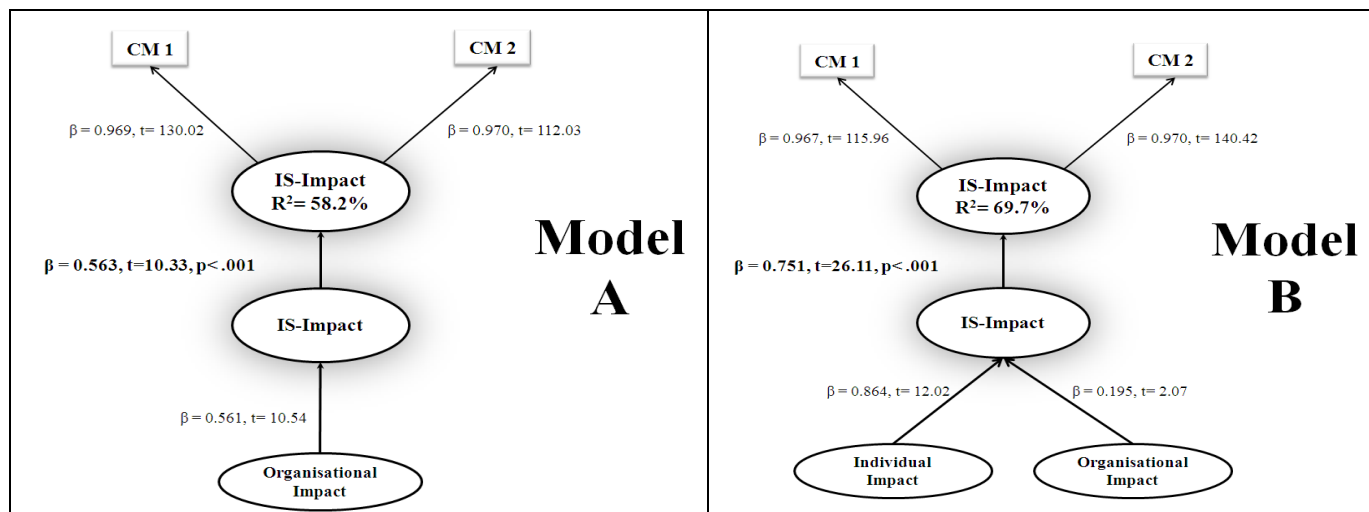 CM 1
CM 2
β = 0.969, t= 130.02
β = 0.970, t= 112.03
IS-Impact
R²= 58.2%
Model
A
β = 0.563, t=10.33, p< .001
IS-Impact
β = 0.561, t= 10.54
Organisational
Impact
CM 1
CM 2
β = 0.967, t= 115.96
β = 0.970, t= 140.42
IS-Impact
R²= 69.7%
Model
B
β = 0.751, t=26.11, p< .001
IS-Impact
β = 0.864, t= 12.02
β = 0.195, t= 2.07
Individual
Impact
Organisational
Impact